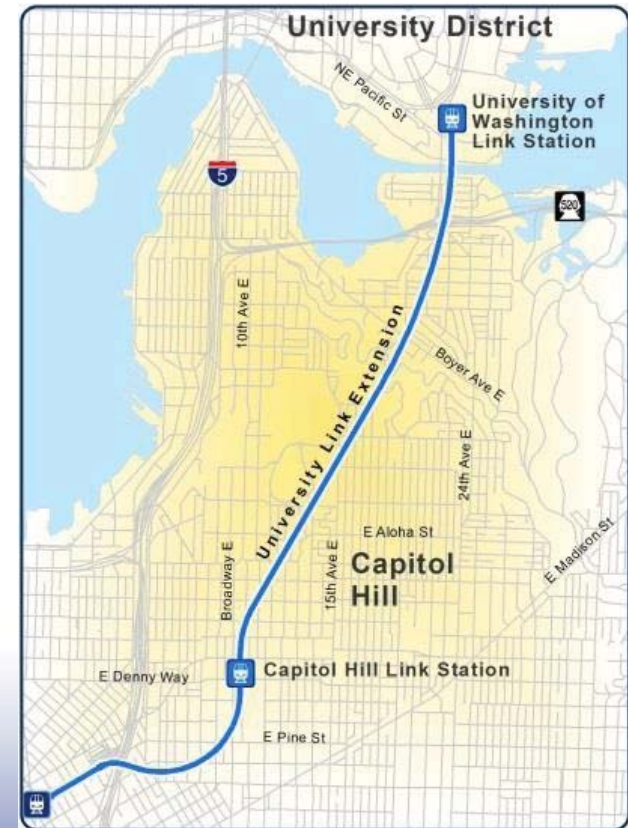 University District
NE Pacific St
University of
Washington
Link Station
5
520
10th Ave E
University Link Extension
Boyer Ave E
24th Ave E
E Aloha St
E Madison St
Broadway E
15th Ave E
Capitol
Hill
E Denny Way
Capitol Hill Link Station
E Pine St